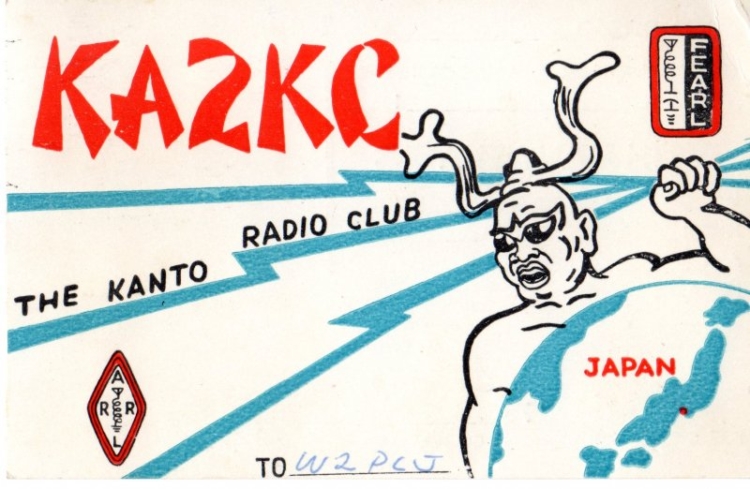 KA2KC
FEARL
THE KANTO RADIO CLUB
JAPAN
ARRL
TO W2PCJ